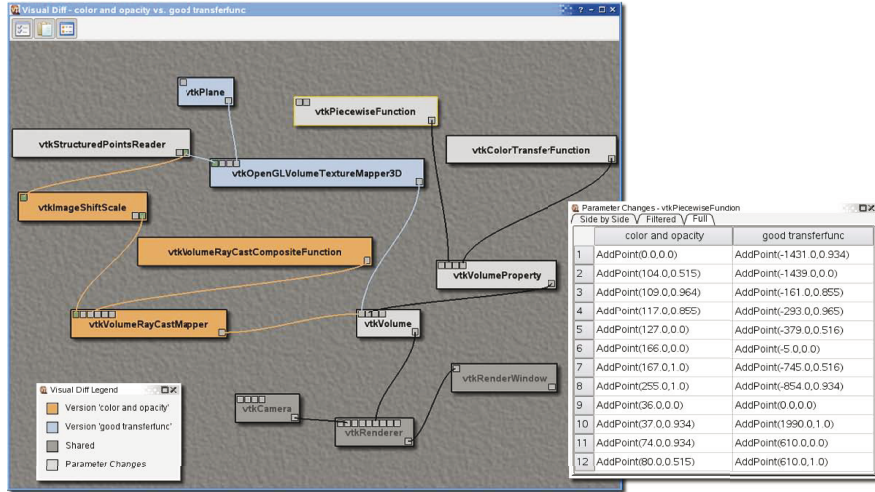 Visual Diff - color and opacity vs. good transferfunc
vtkPlane
vtkPiecewiseFunction
vtkStructuredPointsReader
vtkColorTransferFunction
vtkOpenGLVolumeTextureMapper3D
vtkImageShiftScale
vtkVolumeRayCastCompositeFunction
vtkVolumeProperty
vtkVolumeRayCastMapper
vtkVolume
vtkRenderWindow
vtkCamera
vtkRenderer
Visual Diff Legend
Version 'color and opacity'
Version 'good transferfunc'
Shared
Parameter Changes
Parameter Changes - vtkPiecewiseFunction
Side by Side Filtered Full
color and opacity good transferfunc
1 AddPoint(0.0,0.0) AddPoint(-1431.0,0.934)
2 AddPoint(104.0,0.515) AddPoint(-1439.0,0.0)
3 AddPoint(109.0,0.964) AddPoint(-161.0,0.855)
4 AddPoint(117.0,0.855) AddPoint(-293.0,0.965)
5 AddPoint(127.0,0.0) AddPoint(-379.0,0.516)
6 AddPoint(166.0,0.0) AddPoint(-5.0,0.0)
7 AddPoint(167.0,1.0) AddPoint(-745.0,0.516)
8 AddPoint(255.0,1.0) AddPoint(-854.0,0.934)
9 AddPoint(36.0,0.0) AddPoint(0.0,0.0)
10 AddPoint(37.0,0.934) AddPoint(1990.0,1.0)
11 AddPoint(74.0,0.934) AddPoint(610.0,0.0)
12 AddPoint(80.0,0.515) AddPoint(610.0,1.0)